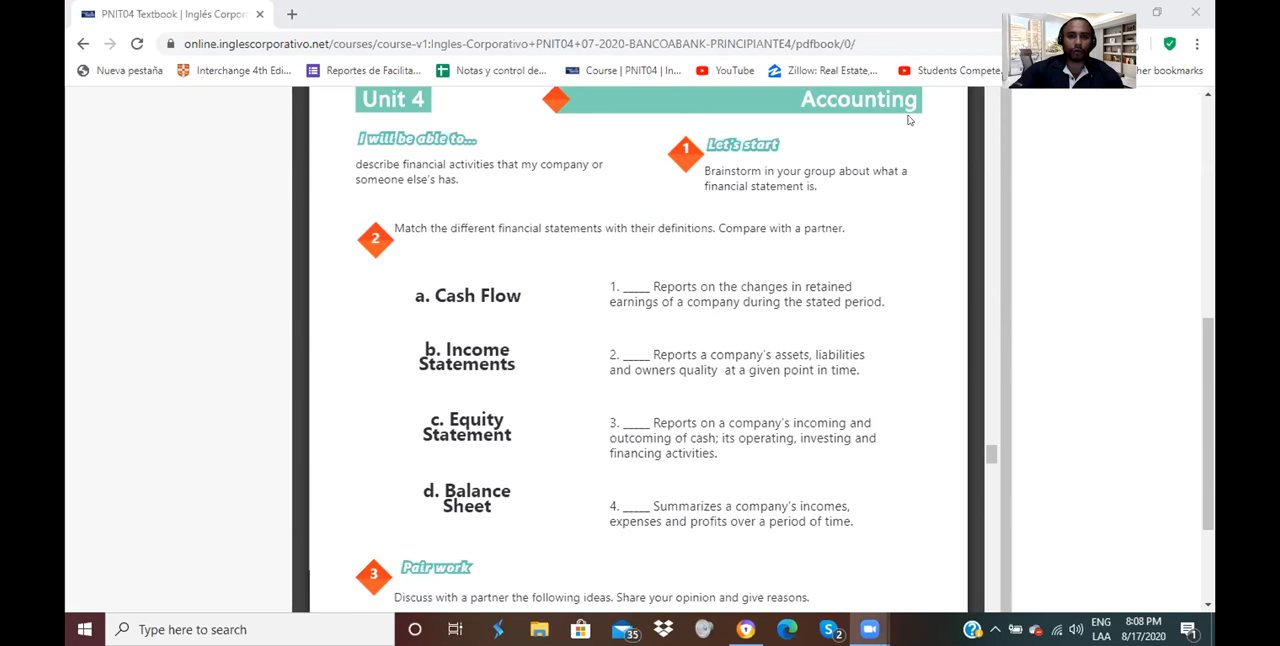 PNIT04 Textbook | Inglés Corpor
online.inglescorporativo.net/courses/course-v1:Ingles-Corporativo+PNIT04+07-2020-BANCOABANK-PRINCIPIANTE4/pdfbook/0/
Nueva pestaña
Interchange 4th Edi...
Reportes de Facilita...
Notas y control de...
Course | PNIT04 | In...
YouTube
Zillow: Real Estate,...
Students Compete,
her bookmarks
Unit 4
Accounting
I will be able to...
describe financial activities that my company or
someone else's has.
1
Let's start
Brainstorm in your group about what a
financial statement is.
2
Match the different financial statements with their definitions. Compare with a partner.
a. Cash Flow
1. _____ Reports on the changes in retained
earnings of a company during the stated period.
b. Income
Statements
2. _____ Reports a company's assets, liabilities
and owners quality at a given point in time.
c. Equity
Statement
3. _____ Reports on a company's incoming and
outcoming of cash; its operating, investing and
financing activities.
d. Balance
Sheet
4. _____ Summarizes a company's incomes,
expenses and profits over a period of time.
3
Pair work
Discuss with a partner the following ideas. Share your opinion and give reasons.
Type here to search
35
2
ENG
LAA
8:08 PM
8/17/2020
1